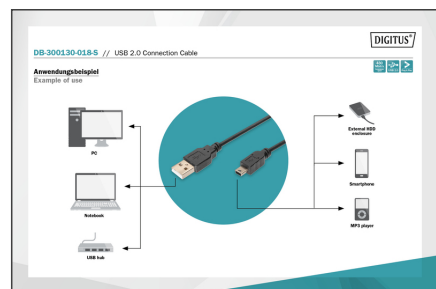 DIGITUS®
DB-300130-018-S // USB 2.0 Connection Cable
Anwendungsbeispiel
Example of use
PC
Notebook
USB hub
External HDD
enclosure
Smartphone
MP3 player